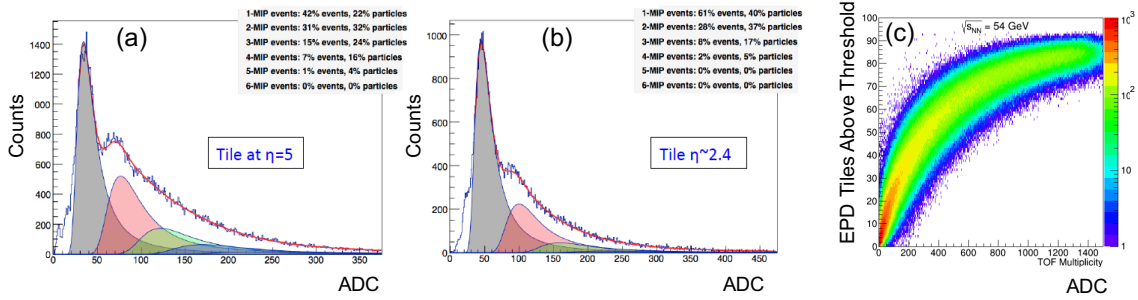 (a)
1-MIP events: 42% events, 22% particles
2-MIP events: 31% events, 32% particles
3-MIP events: 15% events, 24% particles
4-MIP events: 7% events, 16% particles
5-MIP events: 1% events, 4% particles
6-MIP events: 0% events, 0% particles
Tile at η=5
Counts
1400
1200
1000
800
600
400
200
0
0 50 100 150 200 250 300 350
ADC
(b)
1-MIP events: 61% events, 40% particles
2-MIP events: 28% events, 37% particles
3-MIP events: 8% events, 17% particles
4-MIP events: 2% events, 5% particles
5-MIP events: 0% events, 0% particles
6-MIP events: 0% events, 0% particles
Tile η~2.4
Counts
1000
800
600
400
200
0
0 50 100 150 200 250 300 350
ADC
(c)
√sNN = 54 GeV
EPD Tiles Above Threshold
100
90
80
70
60
50
40
30
20
10
0
0 200 400 600 800 1000 1200 1400
TOF Multiplicity
ADC
10³
10²
10
1